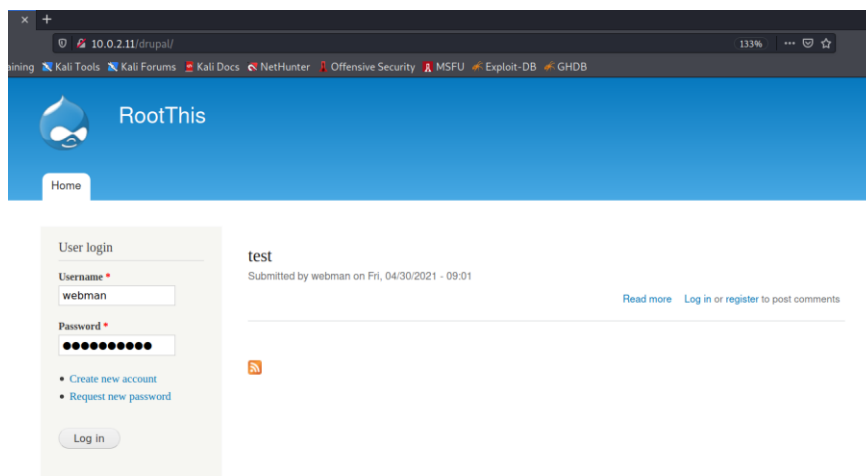 × +
10.0.2.11/drupal/ 133% ...
aining Kali Tools Kali Forums Kali Docs NetHunter Offensive Security MSFU Exploit-DB GHDB
RootThis
Home
User login
Username *
webman
Password *
●●●●●●●●●●
• Create new account
• Request new password
Log in
test
Submitted by webman on Fri, 04/30/2021 - 09:01
Read more Log in or register to post comments